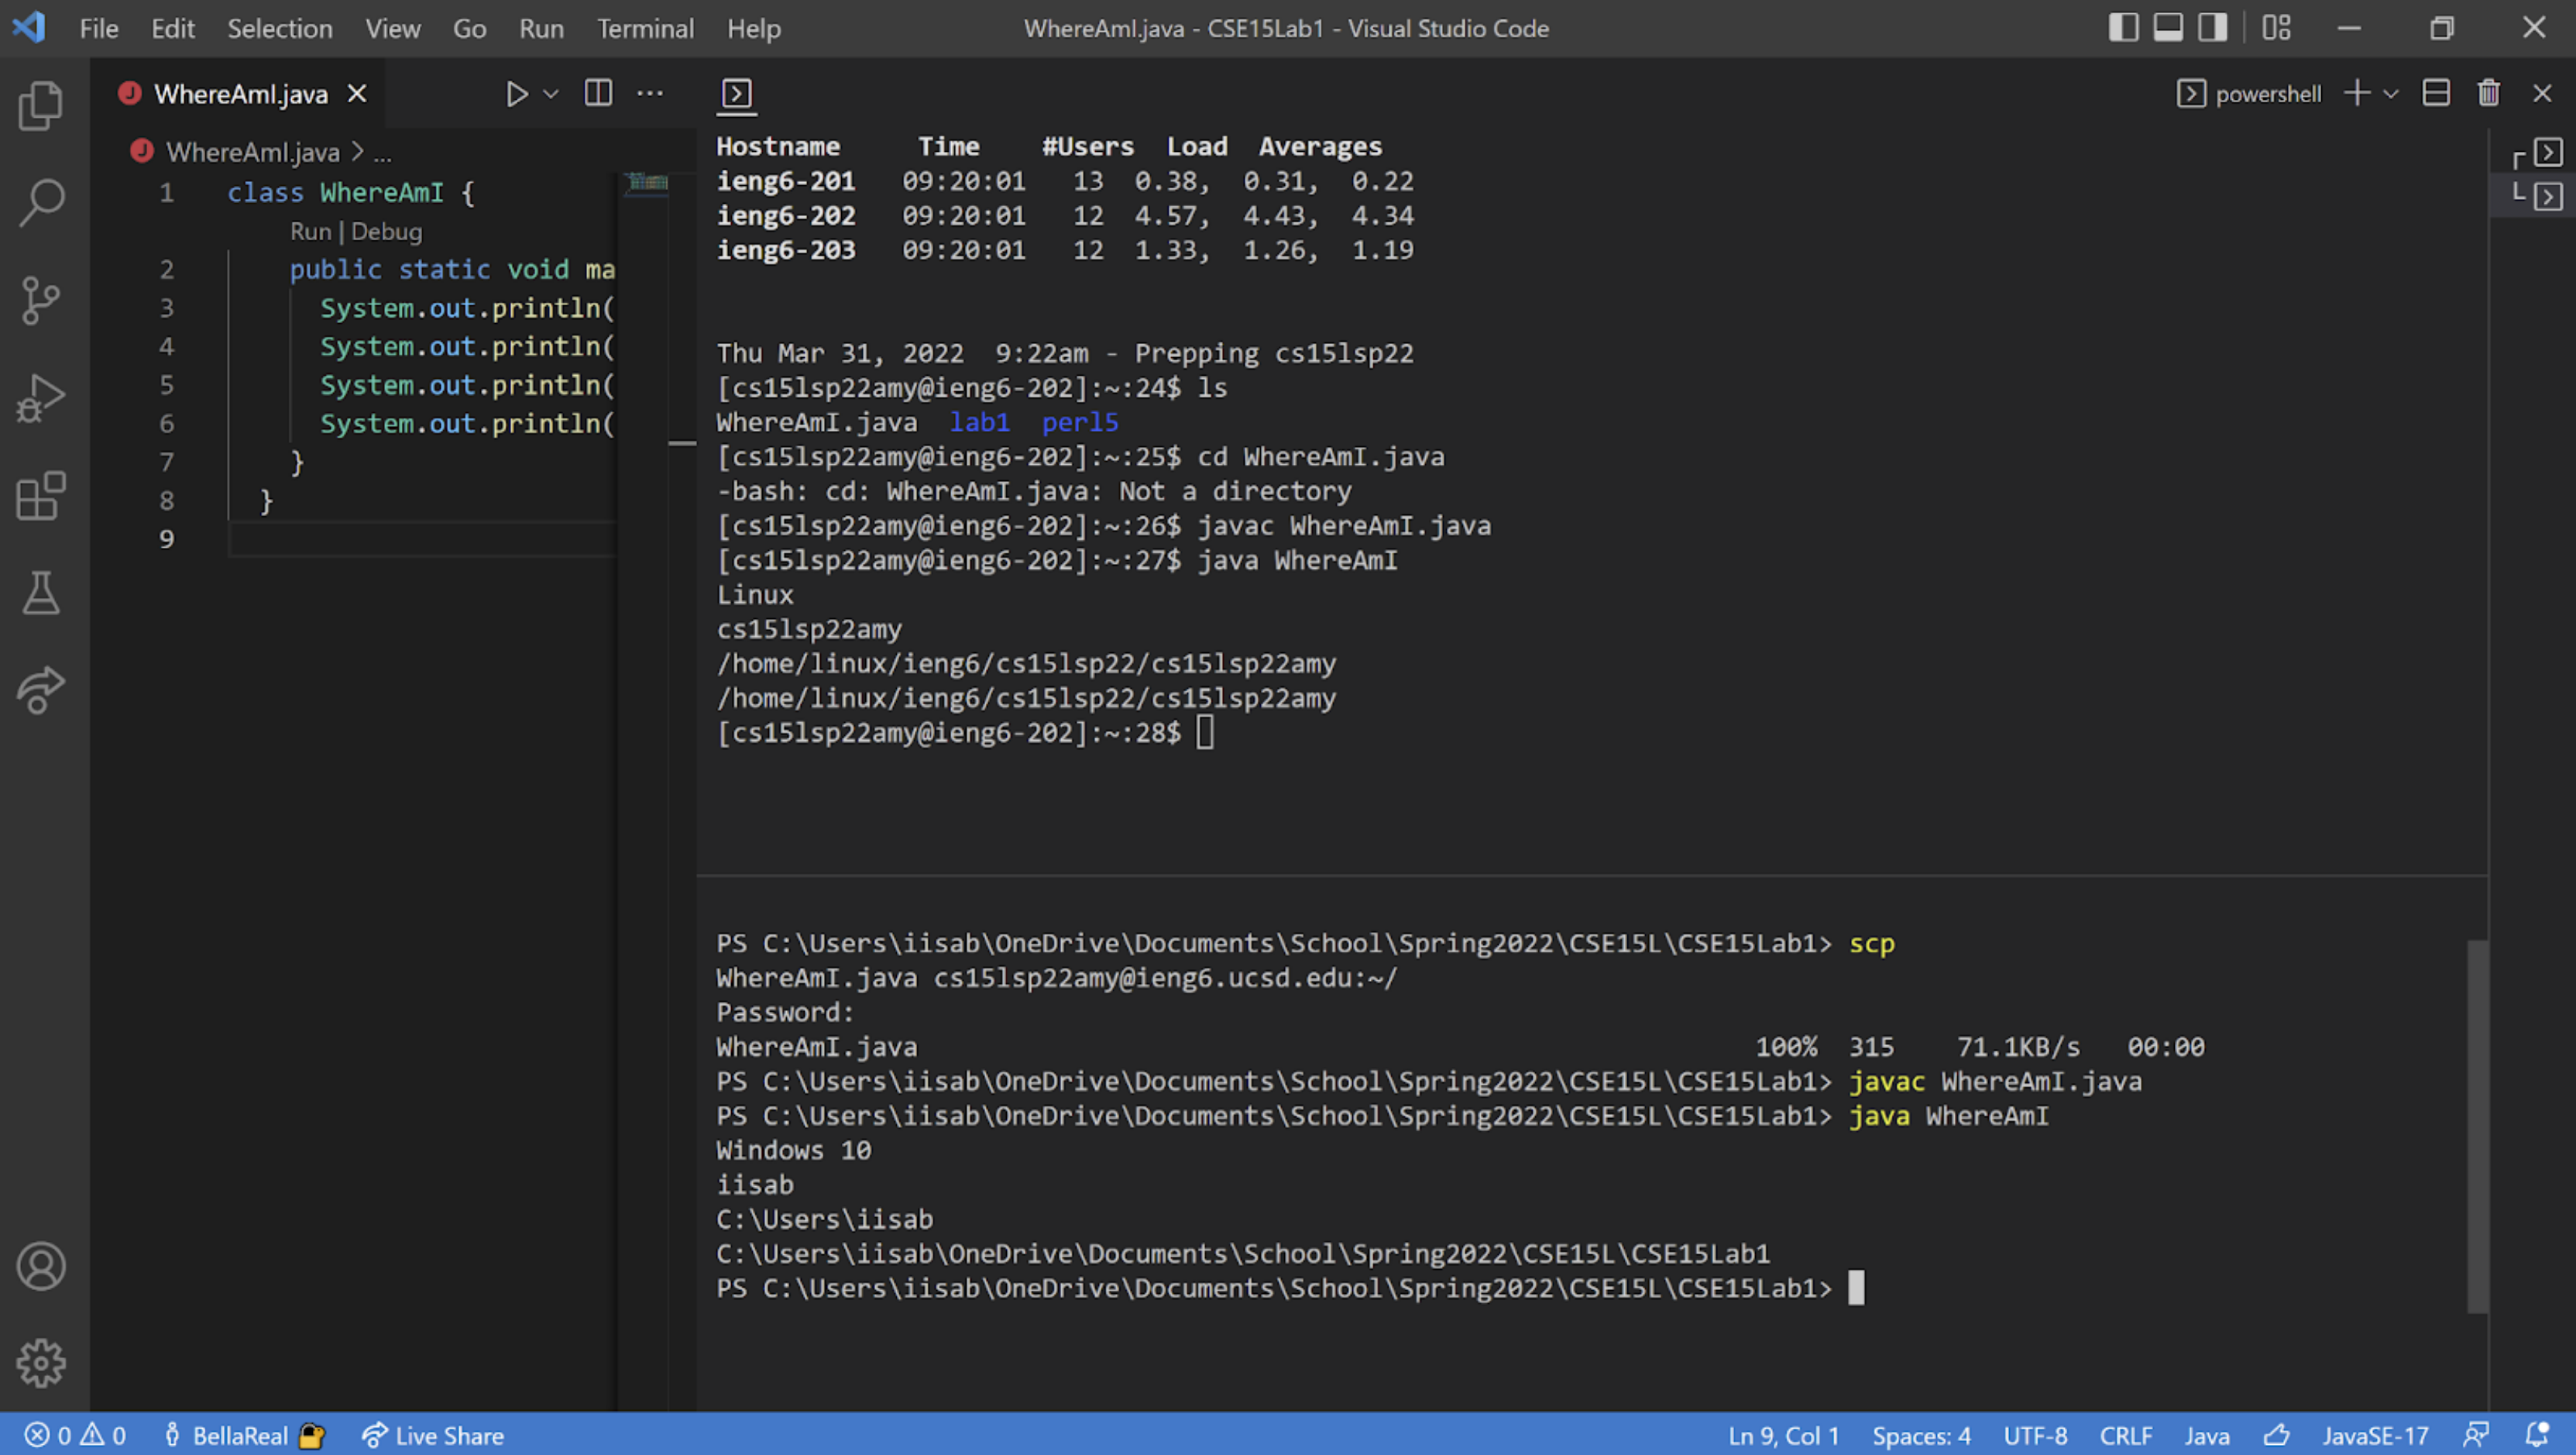 File Edit Selection View Go Run Terminal Help WhereAmI.java - CSE15Lab1 - Visual Studio Code
WhereAmI.java
WhereAmI.java > ...
1 class WhereAmI {
Run | Debug
2 public static void ma
3 System.out.println(
4 System.out.println(
5 System.out.println(
6 System.out.println(
7 }
8 }
9
powershell
Hostname Time #Users Load Averages
ieng6-201 09:20:01 13 0.38, 0.31, 0.22
ieng6-202 09:20:01 12 4.57, 4.43, 4.34
ieng6-203 09:20:01 12 1.33, 1.26, 1.19
Thu Mar 31, 2022 9:22am - Prepping cs15lsp22
[cs15lsp22amy@ieng6-202]:~:24$ ls
WhereAmI.java lab1 perl5
[cs15lsp22amy@ieng6-202]:~:25$ cd WhereAmI.java
-bash: cd: WhereAmI.java: Not a directory
[cs15lsp22amy@ieng6-202]:~:26$ javac WhereAmI.java
[cs15lsp22amy@ieng6-202]:~:27$ java WhereAmI
Linux
cs15lsp22amy
/home/linux/ieng6/cs15lsp22/cs15lsp22amy
/home/linux/ieng6/cs15lsp22/cs15lsp22amy
[cs15lsp22amy@ieng6-202]:~:28$
PS C:\Users\iisab\OneDrive\Documents\School\Spring2022\CSE15L\CSE15Lab1> scp
WhereAmI.java cs15lsp22amy@ieng6.ucsd.edu:~/
Password:
WhereAmI.java 100% 315 71.1KB/s 00:00
PS C:\Users\iisab\OneDrive\Documents\School\Spring2022\CSE15L\CSE15Lab1> javac WhereAmI.java
PS C:\Users\iisab\OneDrive\Documents\School\Spring2022\CSE15L\CSE15Lab1> java WhereAmI
Windows 10
iisab
C:\Users\iisab
C:\Users\iisab\OneDrive\Documents\School\Spring2022\CSE15L\CSE15Lab1
PS C:\Users\iisab\OneDrive\Documents\School\Spring2022\CSE15L\CSE15Lab1>
0 0 BellaReal Live Share Ln 9, Col 1 Spaces: 4 UTF-8 CRLF Java JavaSE-17